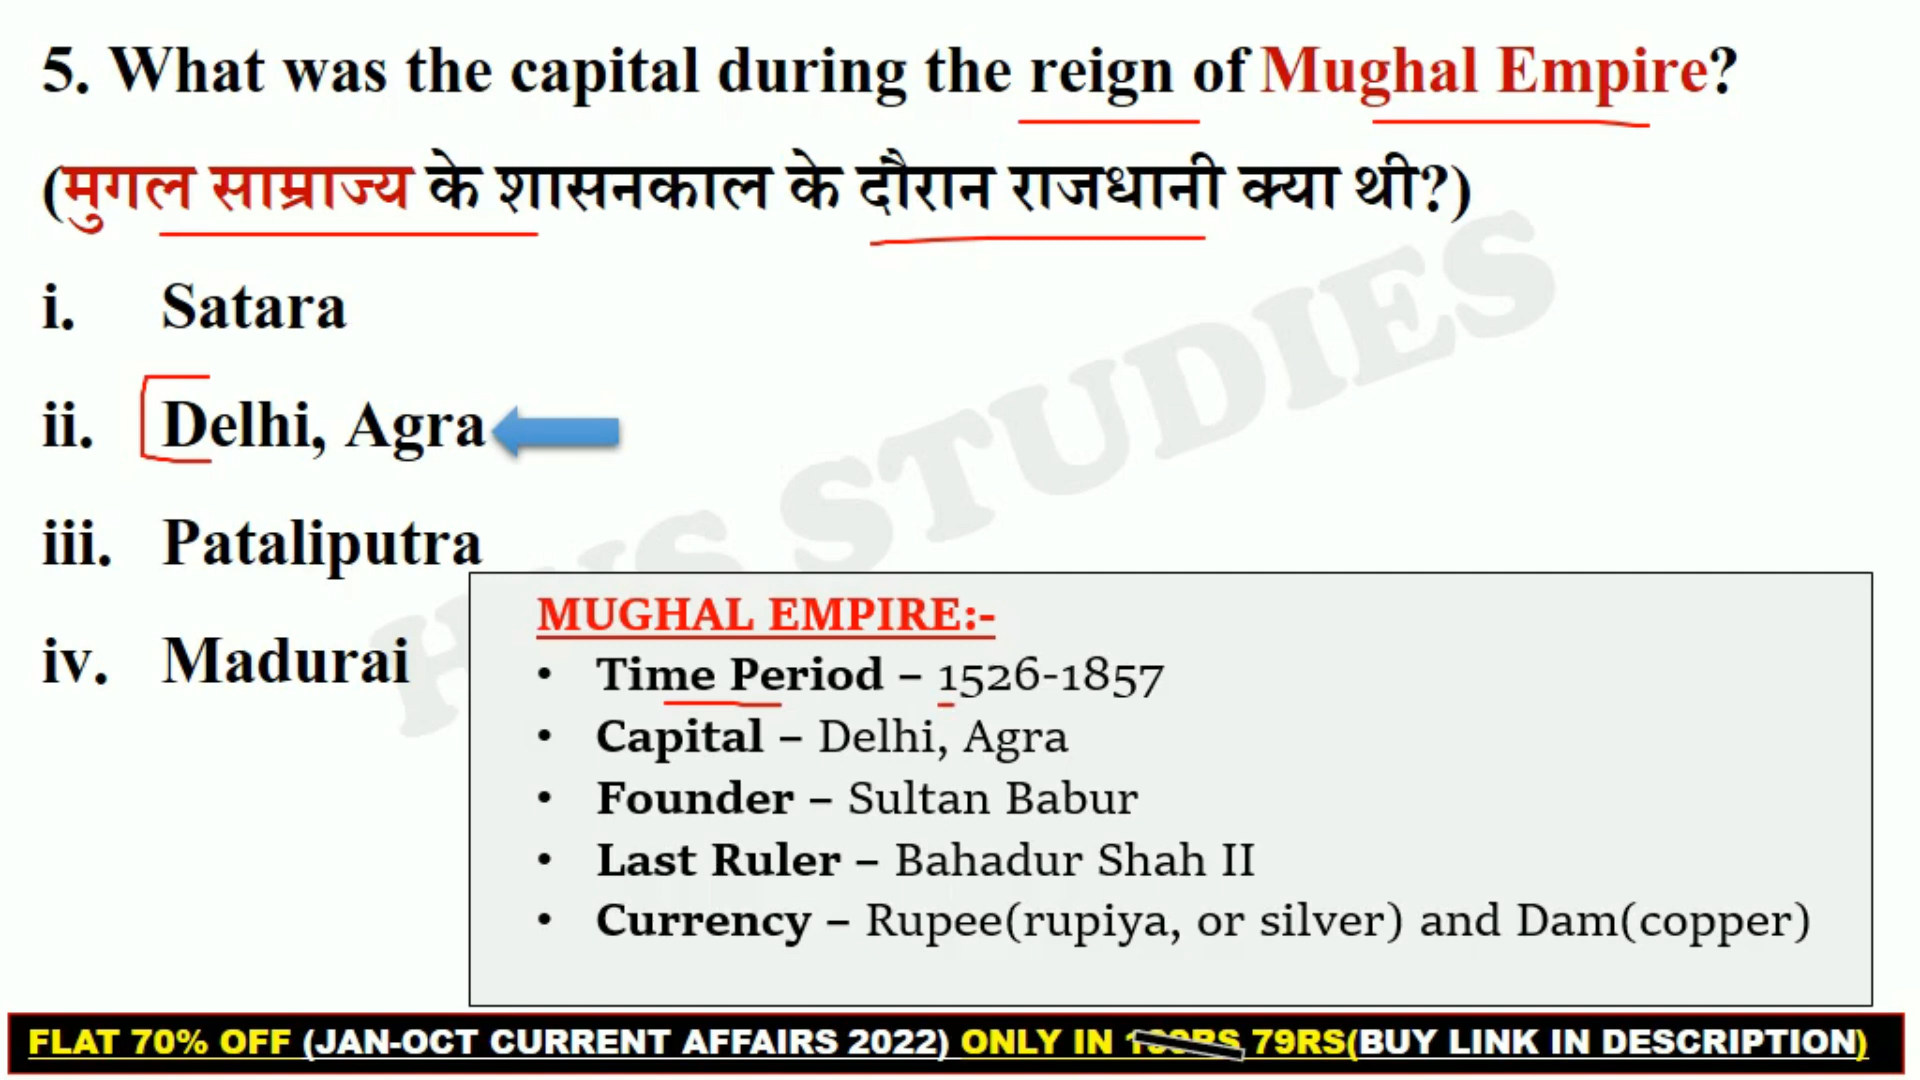 5. What was the capital during the reign of Mughal Empire?
(मुगल साम्राज्य के शासनकाल के दौरान राजधानी क्या थी?)
i. Satara
ii. Delhi, Agra
iii. Pataliputra
iv. Madurai
STUDIES
MUGHAL EMPIRE:-
• Time Period – 1526-1857
• Capital – Delhi, Agra
• Founder – Sultan Babur
• Last Ruler – Bahadur Shah II
• Currency – Rupee(rupiya, or silver) and Dam(copper)
FLAT 70% OFF (JAN-OCT CURRENT AFFAIRS 2022) ONLY IN 79RS(BUY LINK IN DESCRIPTION)